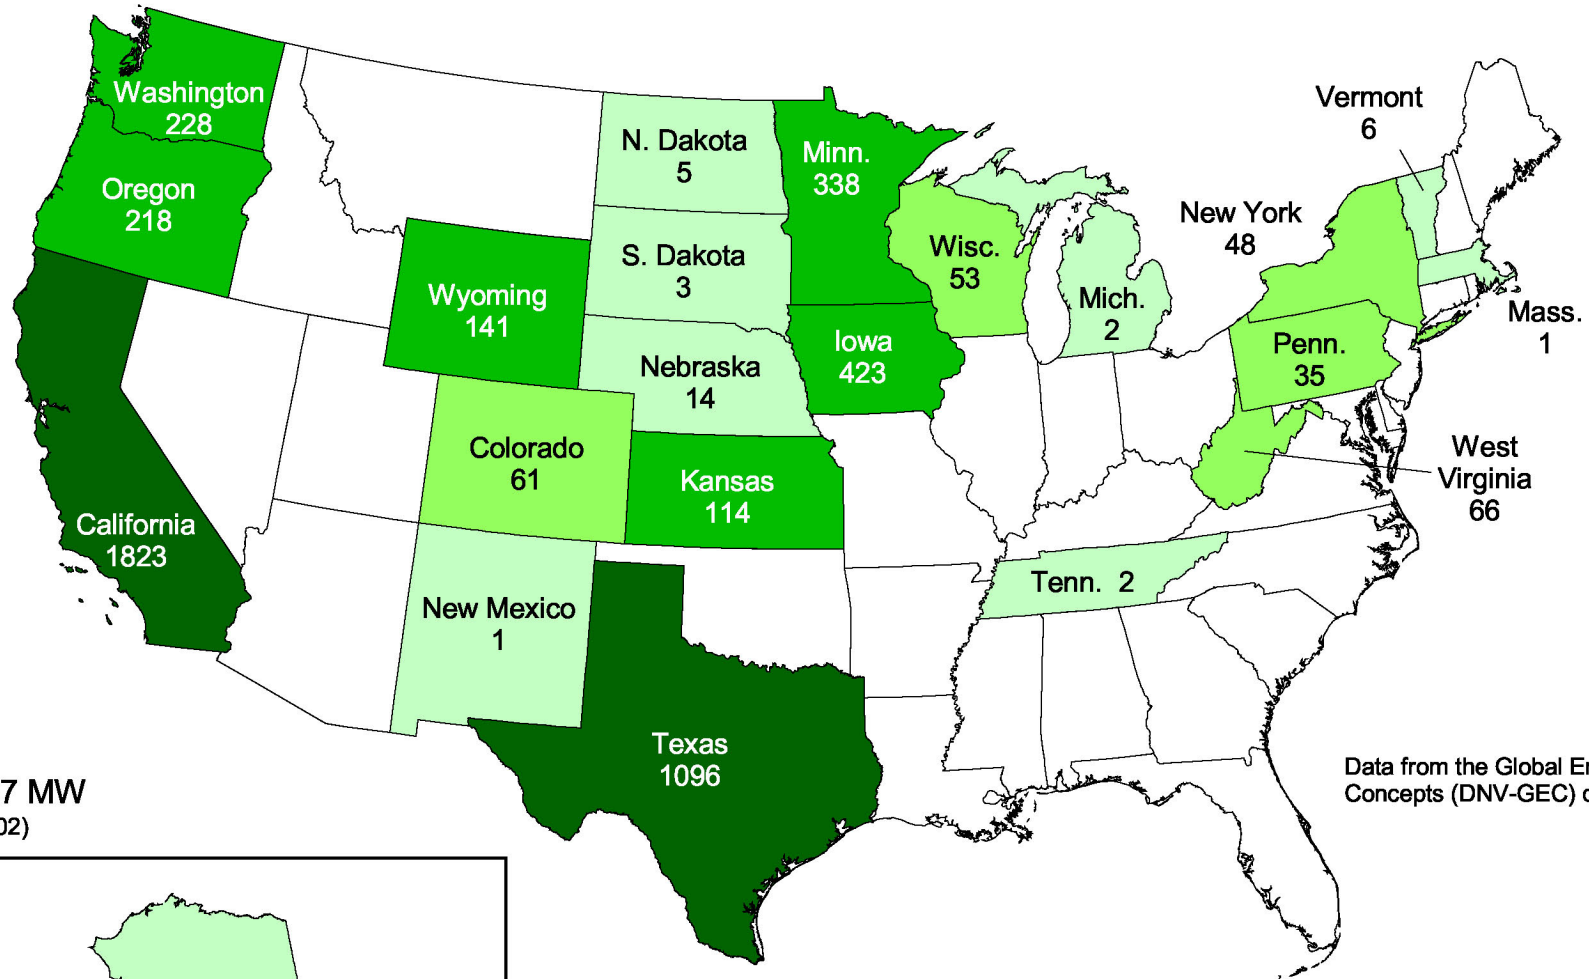 Washington
228
Oregon
218
California
1823
Wyoming
141
Colorado
61
New Mexico
1
N. Dakota
5
S. Dakota
3
Nebraska
14
Kansas
114
Texas
1096
Minn.
338
Iowa
423
Wisc.
53
Mich.
2
Tenn. 2
Vermont
6
New York
48
Mass.
1
Penn.
35
West
Virginia
66
7 MW
02)
Data from the Global
Concepts (DNV-GEC)